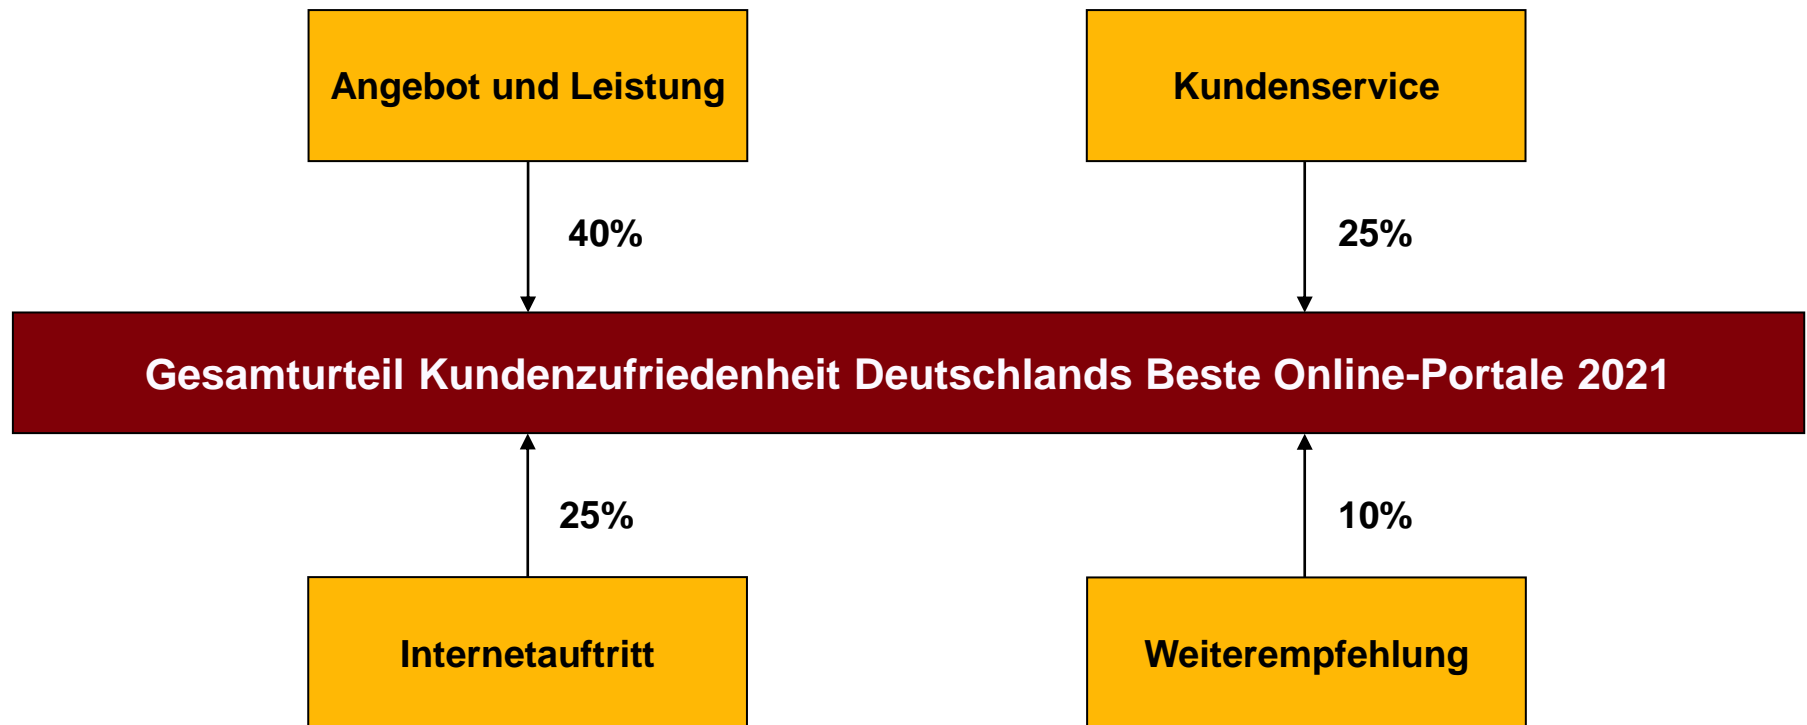 Angebot und Leistung
Kundenservice
40%
25%
Gesamturteil Kundenzufriedenheit Deutschlands Beste Online-Portale 2021
25%
10%
Internetauftritt
Weiterempfehlung